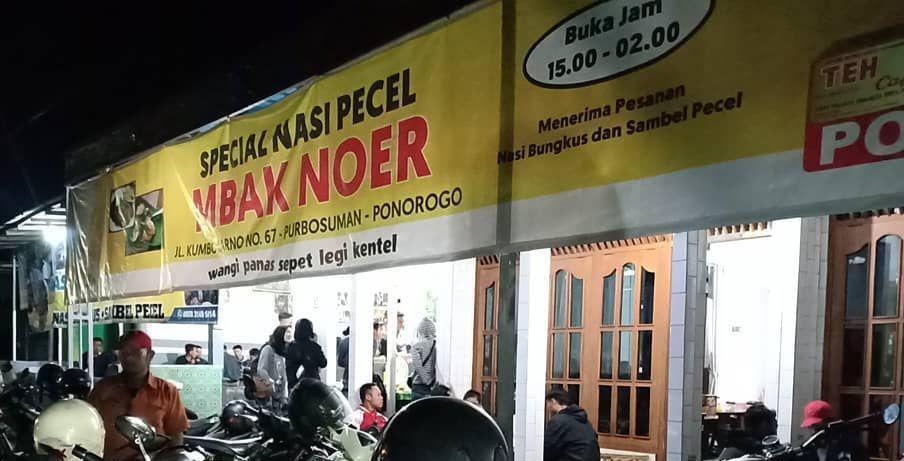 SPECIAL NASI PECEL
MBAK NOER
JL. KUMBOKARNO NO. 67 - PURBOSUMAN - PONOROGO
wangi panas sepet legi kentel
Buka Jam
15.00 - 02.00
Menerima Pesanan
Nasi Bungkus dan Sambel Pecel
TEH
PO
PECEL